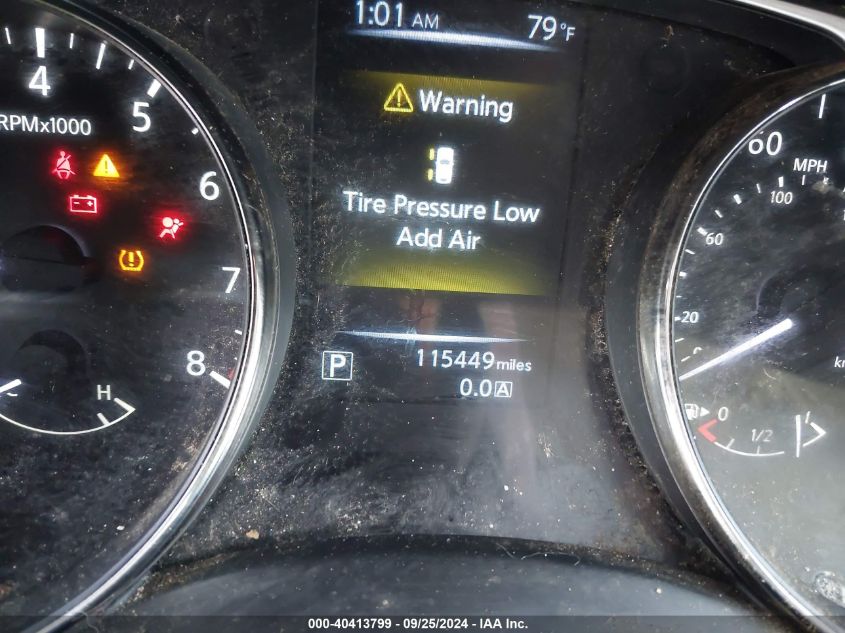 1:01 AM 79°F
Warning
Tire Pressure Low
Add Air
P
115449 miles
0.0 A
4
5
6
7
8
RPMx1000
H
60
MPH
100
60
20
0
1/2
000-40413799 - 09/25/2024 - IAA Inc.